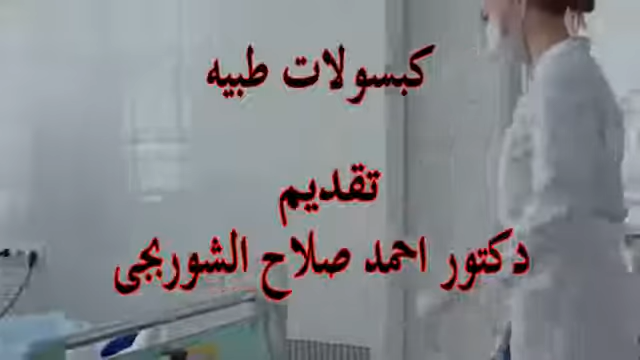 كبسولات طبيه
تقديم
دكتور احمد صلاح الشوربجى